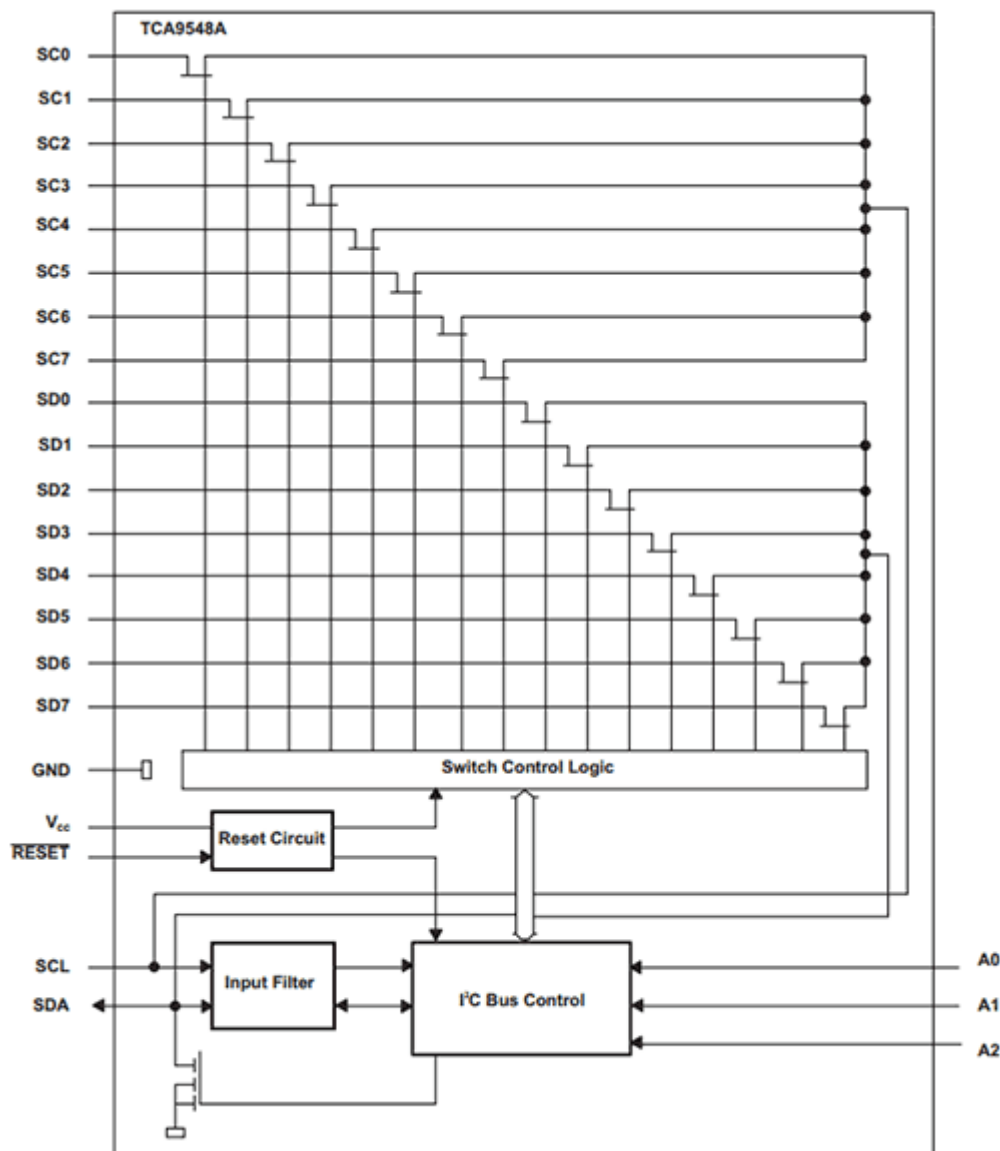 TCA9548A
SC0
SC1
SC2
SC3
SC4
SC5
SC6
SC7
SD0
SD1
SD2
SD3
SD4
SD5
SD6
SD7
GND
Switch Control Logic
Vcc
Reset Circuit
RESET
SCL
Input Filter
SDA
I²C Bus Control
A0
A1
A2